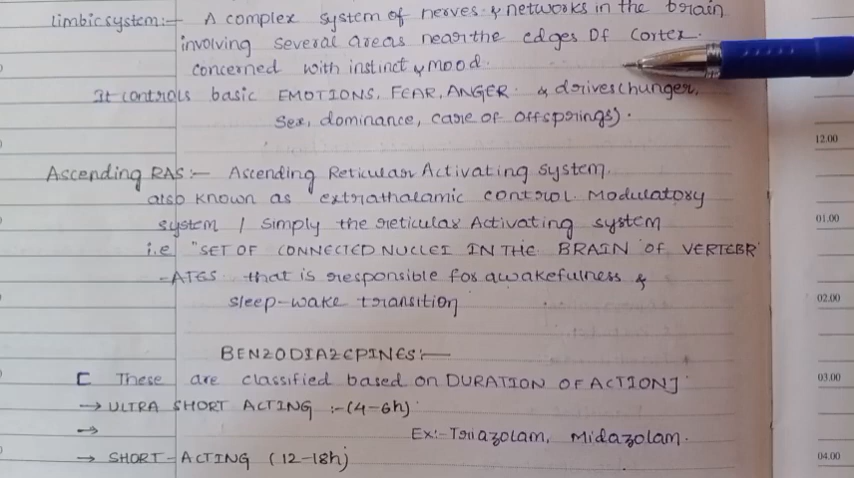 Limbic system:- A complex system of nerves & networks in the brain
involving several areas near the edges of cortex.
concerned with instinct & mood.
It controls basic EMOTIONS, FEAR, ANGER & drives(hunger,
sex, dominance, care of offsprings).
12.00
Ascending RAS:- Ascending Reticular Activating system.
also known as extrathalamic control Modulatory
01.00
system / simply the reticular Activating system
i.e "SET OF CONNECTED NUCLEI IN THE BRAIN OF VERTEBR
-ATES that is responsible for awakefulness &
02.00
sleep-wake transition
BENZODIAZEPINES:-
03.00
[ These are classified based on DURATION OF ACTION]
→ ULTRA SHORT ACTING :-(4-6h)
→ Ex:- Triazolam, Midazolam.
→ SHORT-ACTING (12-18h)
04.00